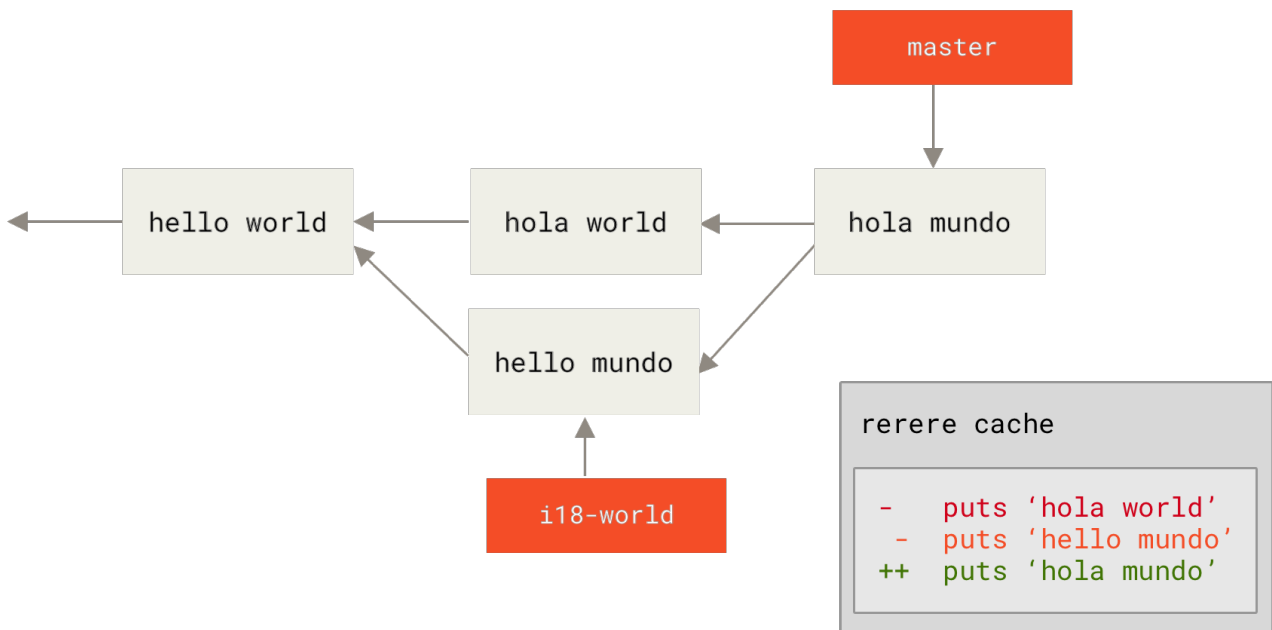 master
hello world
hola world
hola mundo
hello mundo
i18-world
rerere cache
-   puts ‘hola world’
 -  puts ‘hello mundo’
++  puts ‘hola mundo’